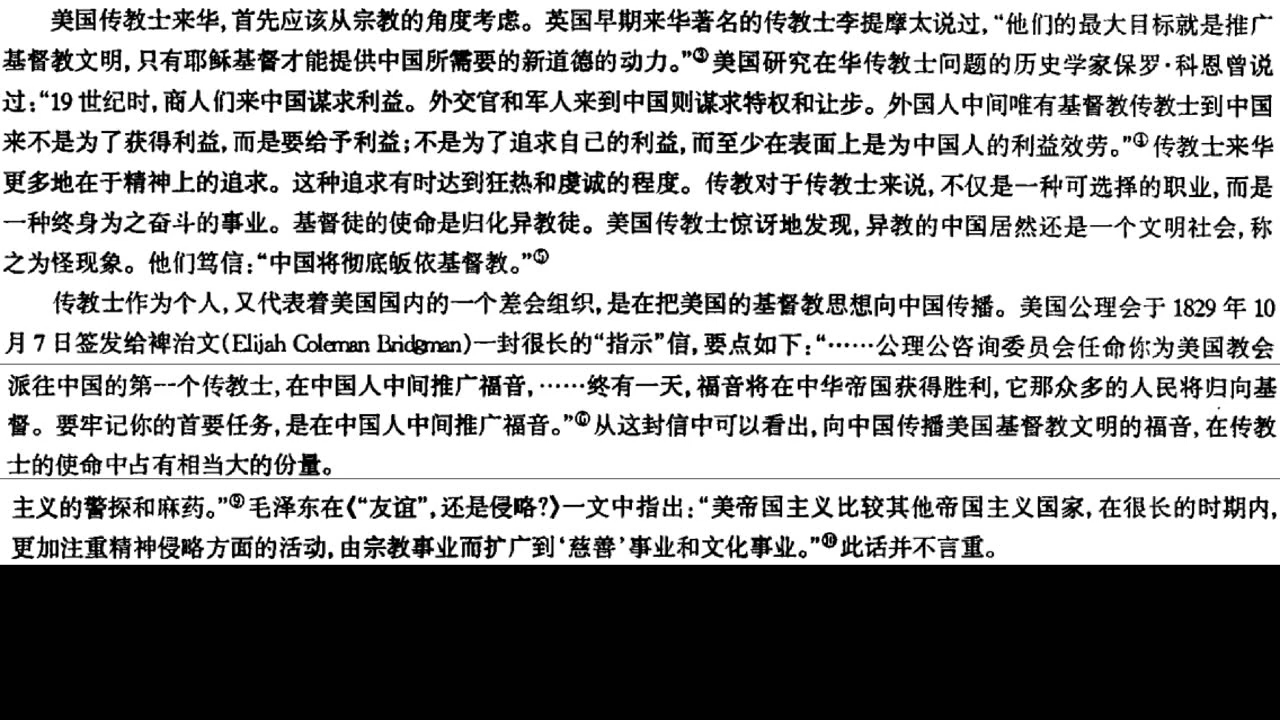 美国传教士来华,首先应该从宗教的角度考虑。英国早期来华著名的传教士李提摩太说过,“他们的最大目标就是推广
基督教文明,只有耶稣基督才能提供中国所需要的新道德的动力。”③美国研究在华传教士问题的历史学家保罗·科恩曾说
过:“19世纪时,商人们来中国谋求利益。外交官和军人来到中国则谋求特权和让步。外国人中间唯有基督教传教士到中国
来不是为了获得利益,而是要给予利益;不是为了追求自己的利益,而至少在表面上是为中国人的利益效劳。”④传教士来华
更多地在于精神上的追求。这种追求有时达到狂热和虔诚的程度。传教对于传教士来说,不仅是一种可选择的职业,而是
一种终身为之奋斗的事业。基督徒的使命是归化异教徒。美国传教士惊讶地发现,异教的中国居然还是一个文明社会,称
之为怪现象。他们笃信:“中国将彻底皈依基督教。”⑤
传教士作为个人,又代表着美国国内的一个差会组织,是在把美国的基督教思想向中国传播。美国公理会于1829年10
月7日签发给裨治文(Elijah Coleman Bridgman)一封很长的“指示”信,要点如下:“……公理公咨询委员会任命你为美国教会
派往中国的第一个传教士,在中国人中间推广福音,……终有一天,福音将在中华帝国获得胜利,它那众多的人民将归向基
督。要牢记你的首要任务,是在中国人中间推广福音。”⑥从这封信中可以看出,向中国传播美国基督教文明的福音,在传教
士的使命中占有相当大的份量。
主义的警探和麻药。”⑨毛泽东在《“友谊”,还是侵略?》一文中指出:“美帝国主义比较其他帝国主义国家,在很长的时期内,
更加注重精神侵略方面的活动,由宗教事业而扩广到‘慈善’事业和文化事业。”⑩此话并不言重。